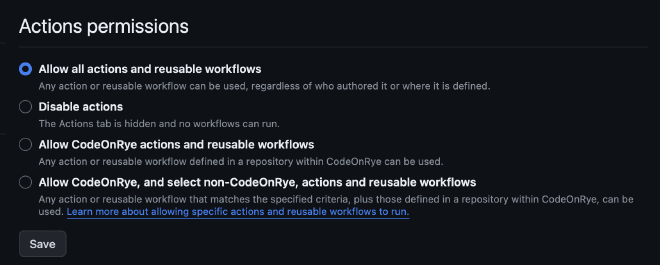 Actions permissions
Allow all actions and reusable workflows
Any action or reusable workflow can be used, regardless of who authored it or where it is defined.
Disable actions
The Actions tab is hidden and no workflows can run.
Allow CodeOnRye actions and reusable workflows
Any action or reusable workflow defined in a repository within CodeOnRye can be used.
Allow CodeOnRye, and select non-CodeOnRye, actions and reusable workflows
Any action or reusable workflow that matches the specified criteria, plus those defined in a repository within CodeOnRye, can be
used. Learn more about allowing specific actions and reusable workflows to run.
Save